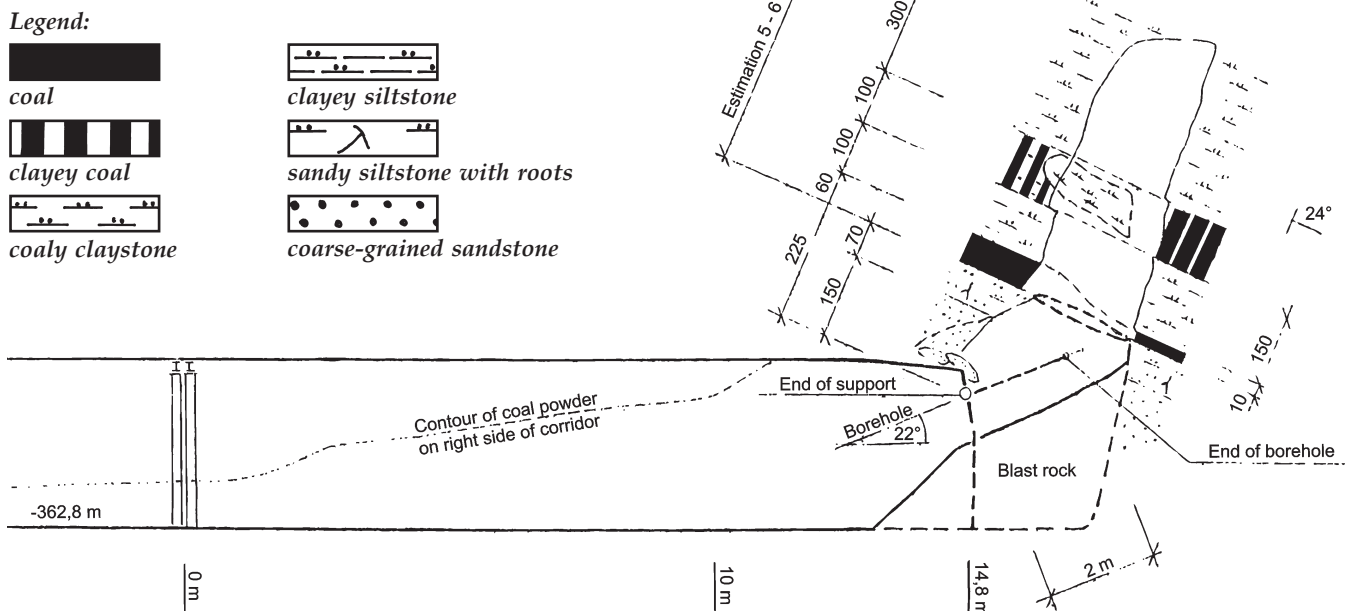 Legend:
coal
clayey siltstone
clayey coal
sandy siltstone with roots
coaly claystone
coarse-grained sandstone
Estimation 5 - 6
300
100
100
60
70
225
150
24°
150
10
End of support
Contour of coal powder
on right side of corridor
Borehole
22°
End of borehole
Blast rock
-362,8 m
2 m
0 m
10 m
14,8 m